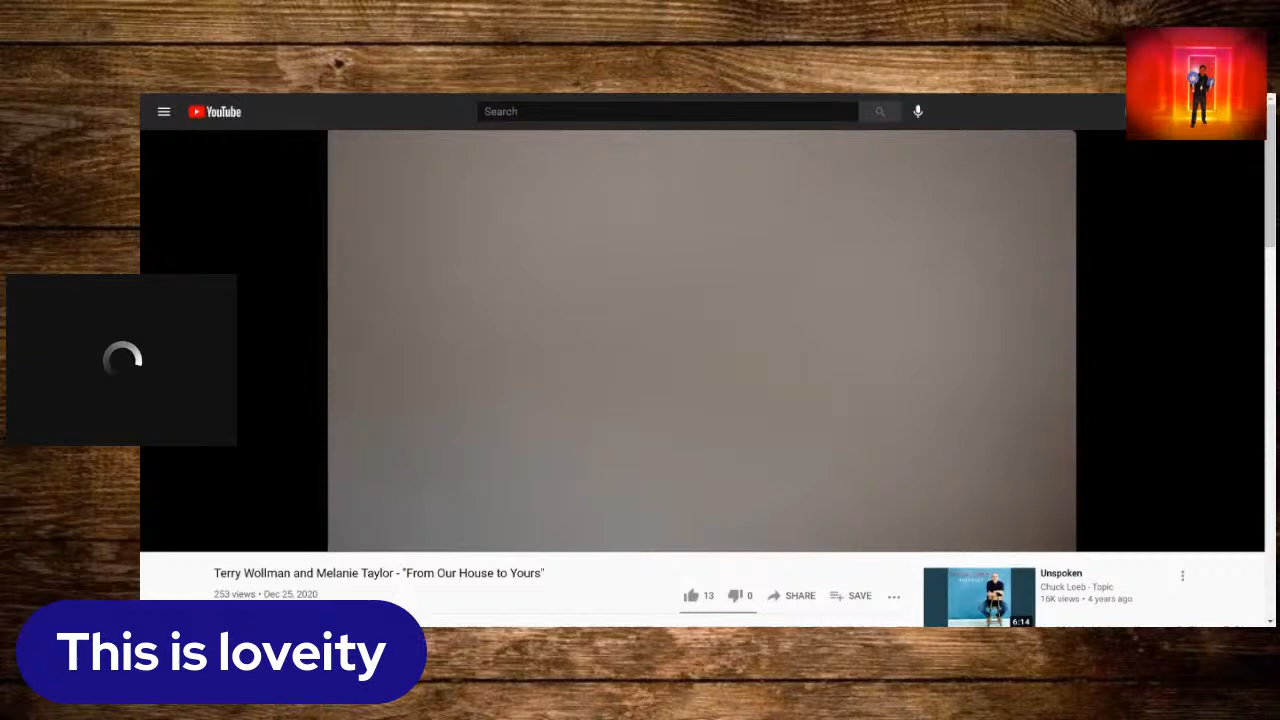 YouTube
Search
Terry Wollman and Melanie Taylor - "From Our House to Yours"
253 views • Dec 25, 2020
13
0
SHARE
SAVE
Unspoken
Chuck Loeb - Topic
16K views • 4 years ago
6:14
This is loveity